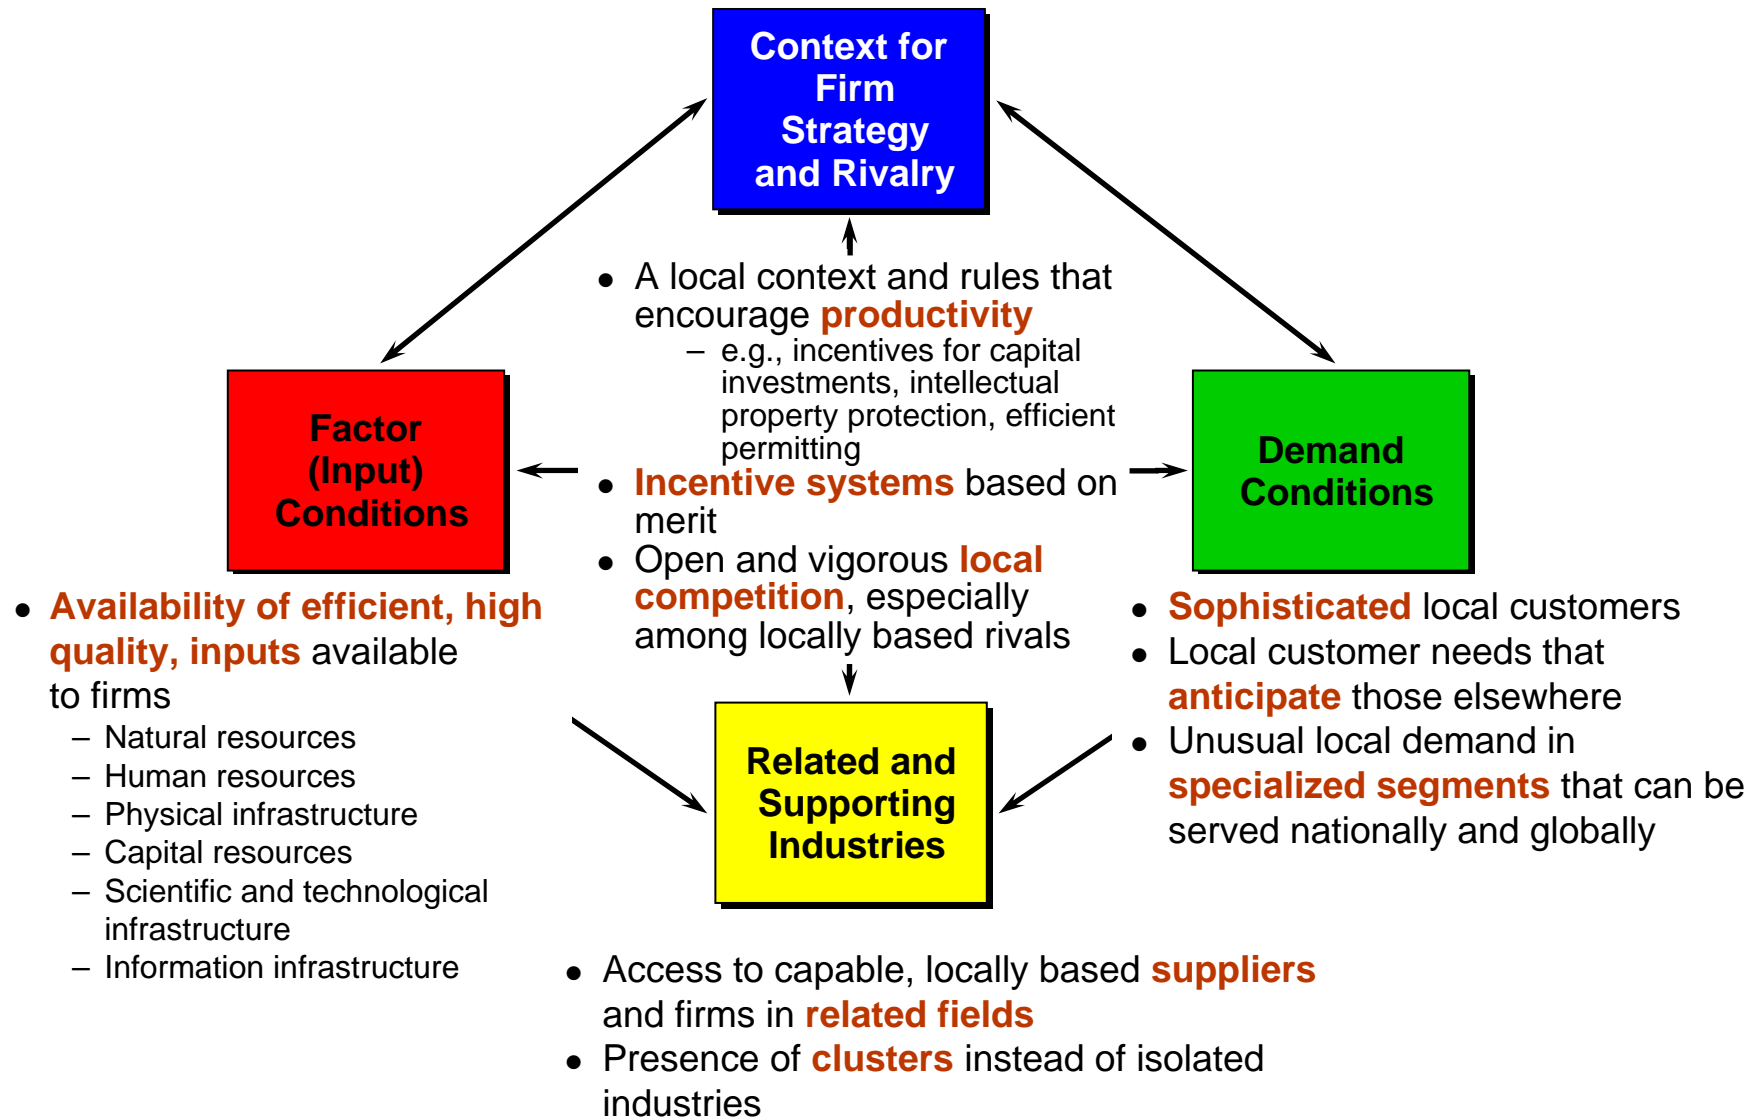 Context for
Firm
Strategy
and Rivalry
● A local context and rules that
encourage productivity
– e.g., incentives for capital
investments, intellectual
property protection, efficient
permitting
● Incentive systems based on
merit
● Open and vigorous local
competition, especially
among locally based rivals
Factor
(Input)
Conditions
● Availability of efficient, high
quality, inputs available
to firms
– Natural resources
– Human resources
– Physical infrastructure
– Capital resources
– Scientific and technological
infrastructure
– Information infrastructure
Demand
Conditions
● Sophisticated local customers
● Local customer needs that
anticipate those elsewhere
● Unusual local demand in
specialized segments that can be
served nationally and globally
Related and
Supporting
Industries
● Access to capable, locally based suppliers
and firms in related fields
● Presence of clusters instead of isolated
industries